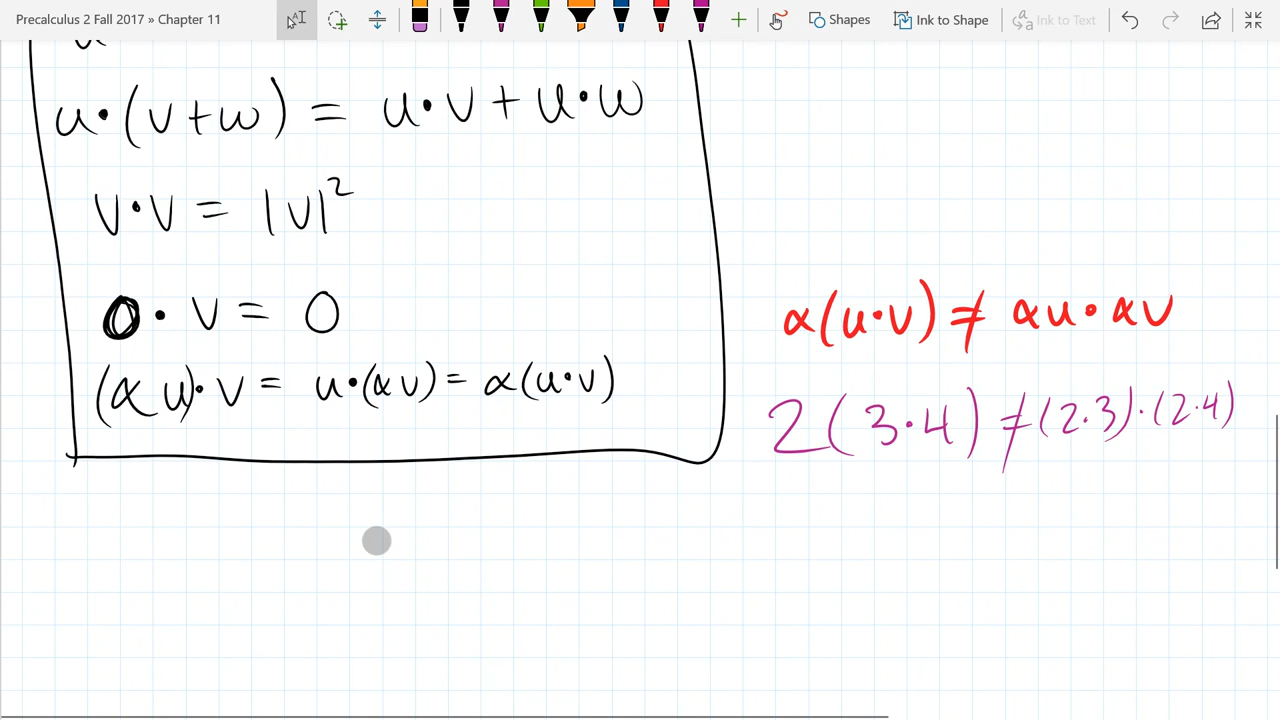 Precalculus 2 Fall 2017 » Chapter 11
Shapes
Ink to Shape
Ink to Text
u
u·(v+w) = u·v + u·w
v·v = |v|²
0·v = 0
(αu)·v = u·(αv) = α(u·v)
α(u·v) ≠ αu·αv
2(3·4) ≠ (2·3)·(2·4)